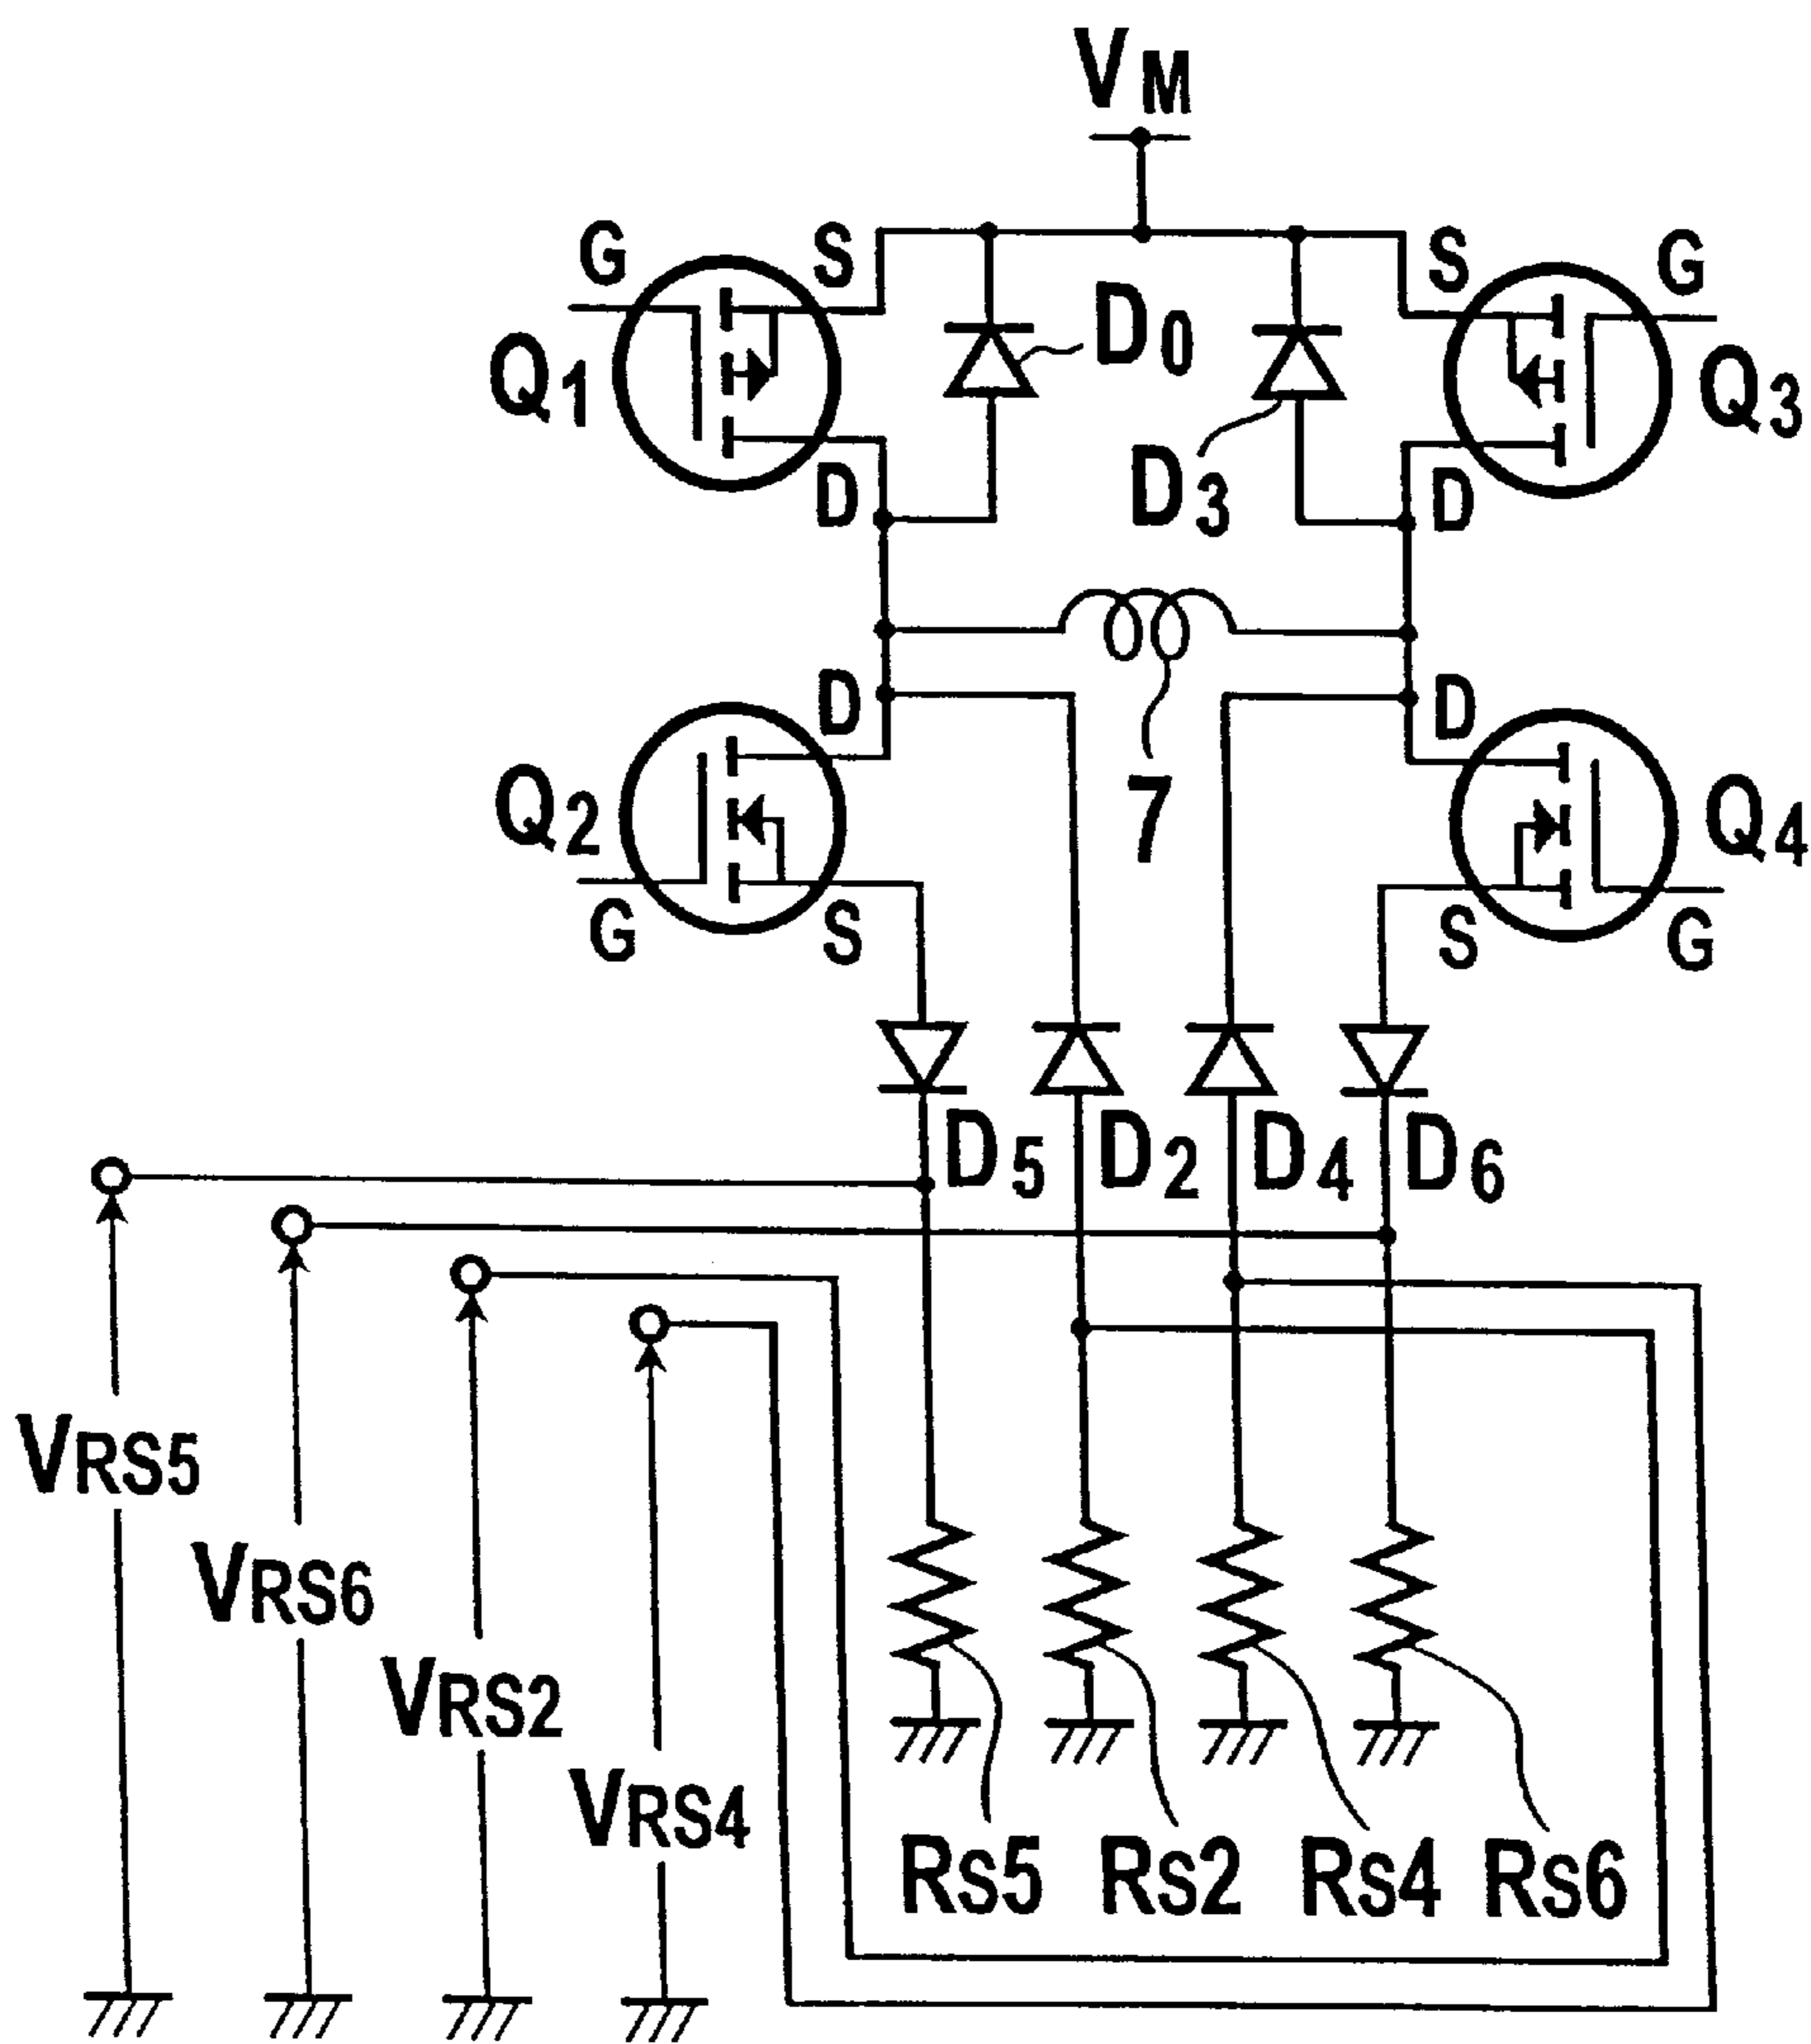 VM
G S S G
D0
Q1 Q3
D3
D D
D D
7
Q2 Q4
G S S G
D5 D2 D4 D6
VRS5
VRS6
VRS2
VRS4
RS5 RS2 RS4 RS6